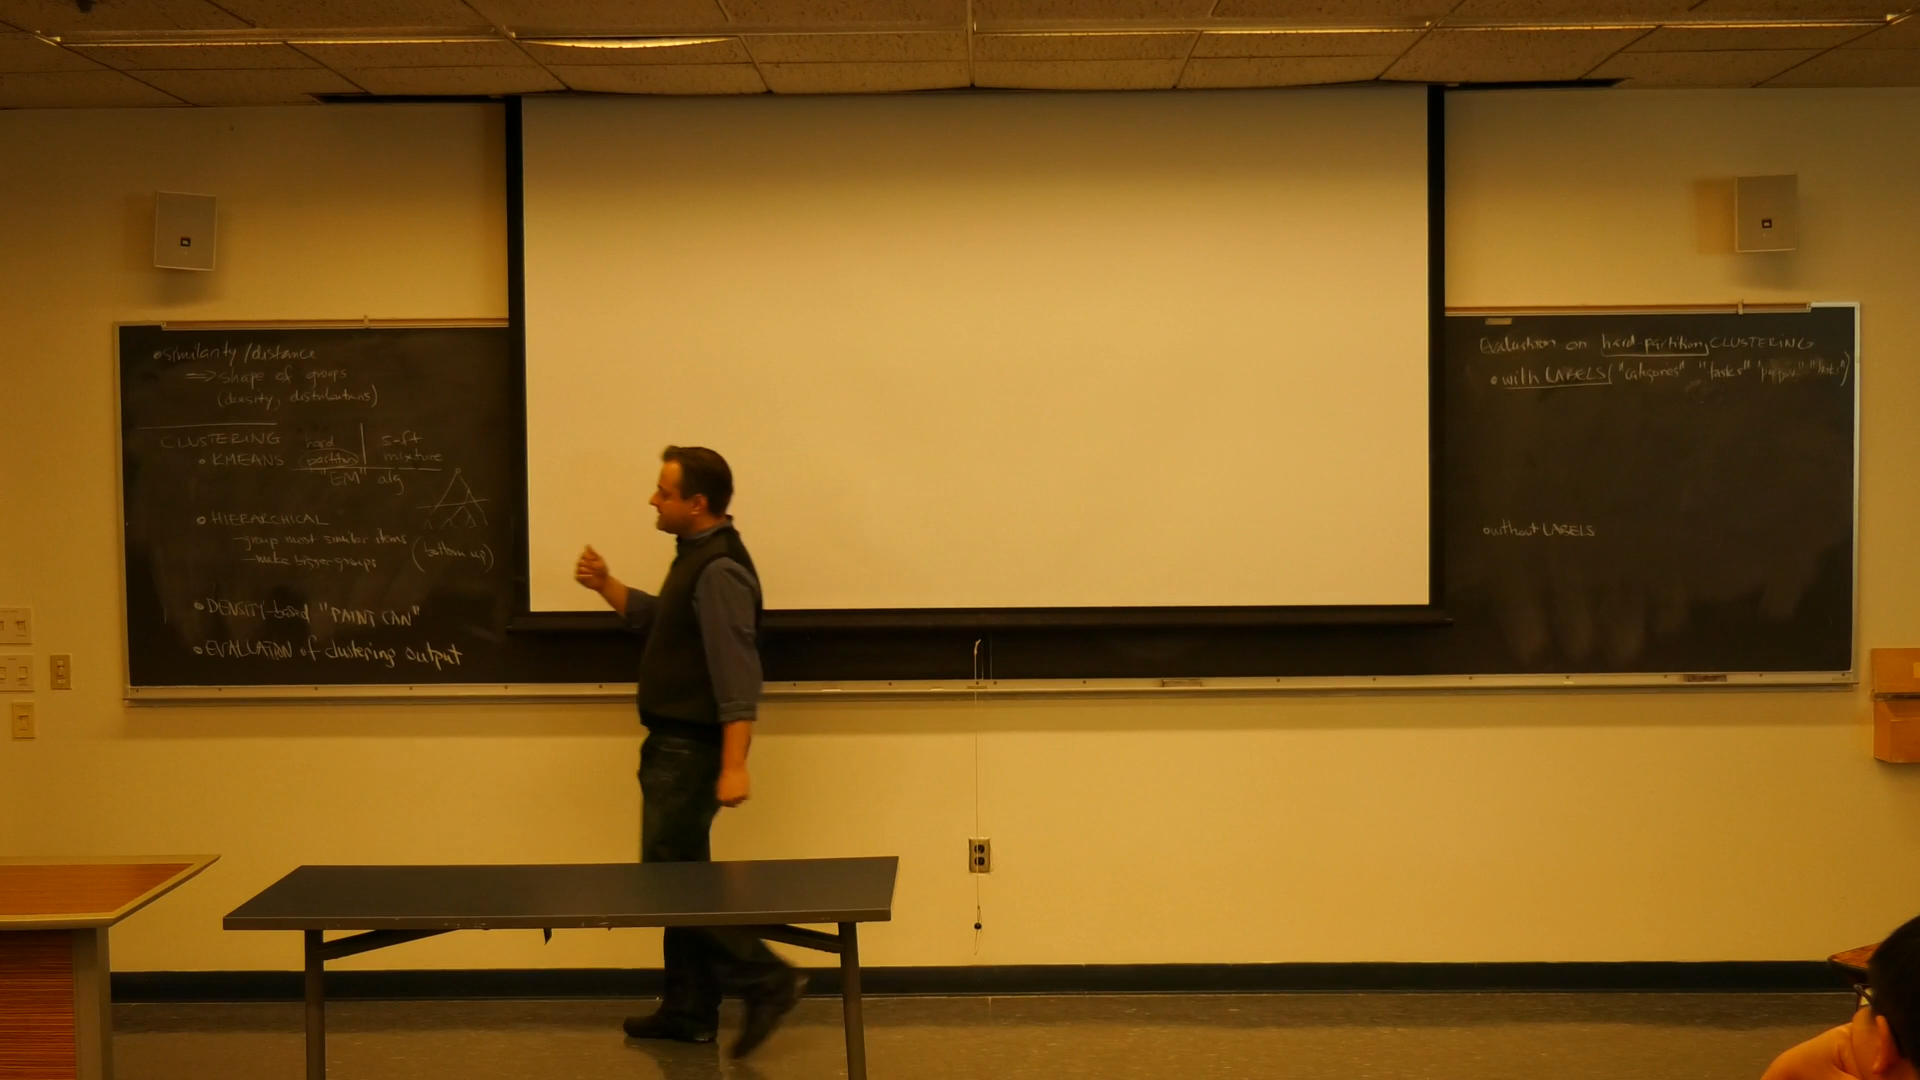 • similarity/distance
⇒ shape of groups
(density, distributions)
CLUSTERING hard | soft
• KMEANS partition | mixture
"EM" alg
• HIERARCHICAL
- group most similar items
- make bigger groups
(bottom up)
• DENSITY-based "PAINT CAN"
• EVALUATION of clustering output
Evaluation on hard-partition CLUSTERING
• with LABELS ("categories" "tasks"
• without LABELS